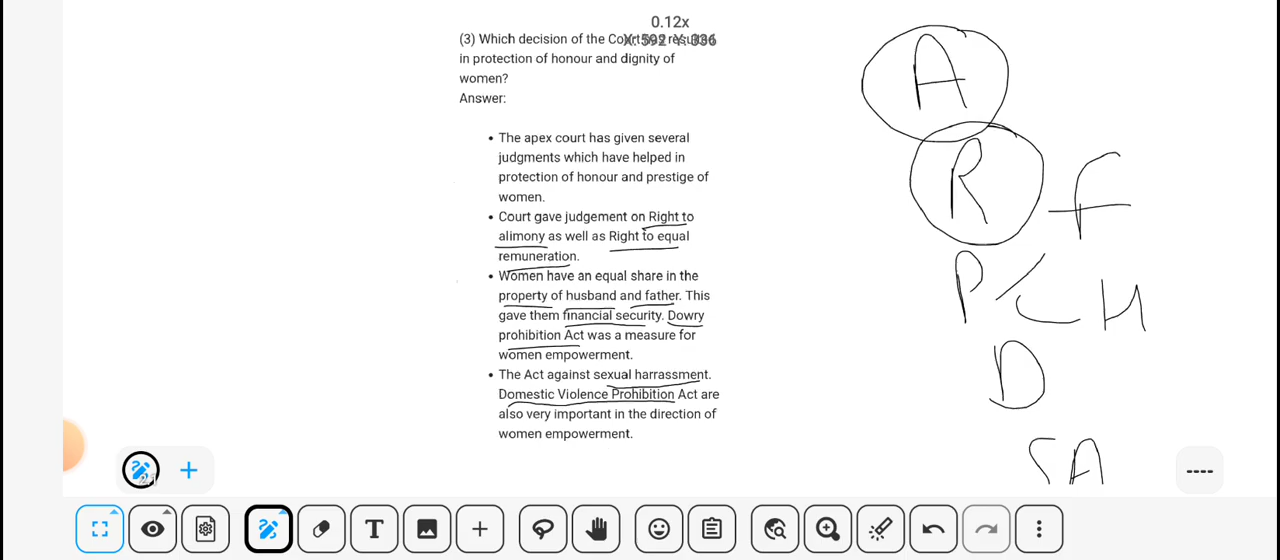 0.12x
(3) Which decision of the Court has resulted
in protection of honour and dignity of
women?
Answer:
• The apex court has given several
judgments which have helped in
protection of honour and prestige of
women.
• Court gave judgement on Right to
alimony as well as Right to equal
remuneration.
• Women have an equal share in the
property of husband and father. This
gave them financial security. Dowry
prohibition Act was a measure for
women empowerment.
• The Act against sexual harrassment.
Domestic Violence Prohibition Act are
also very important in the direction of
women empowerment.
A
R
F
P
H
D
SA
T